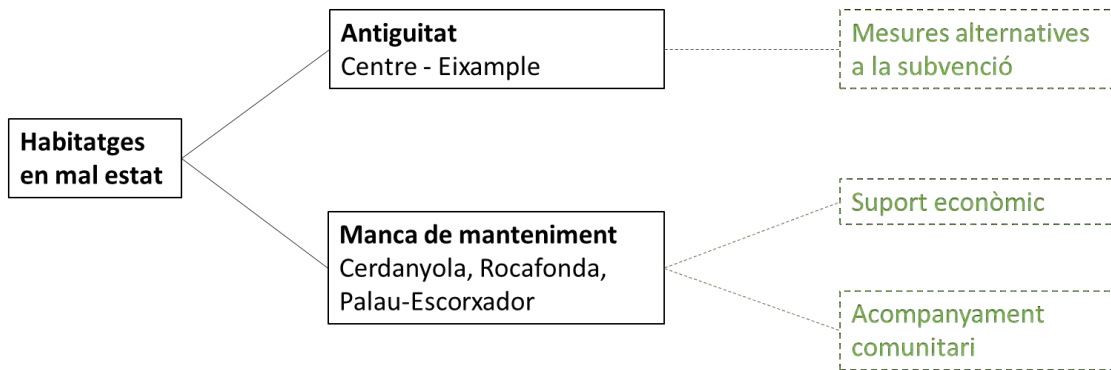 Habitatges
en mal estat
Antiguitat
Centre - Eixample
Mesures alternatives
a la subvenció
Manca de manteniment
Cerdanyola, Rocafonda,
Palau-Escorxador
Suport econòmic
Acompanyament
comunitari